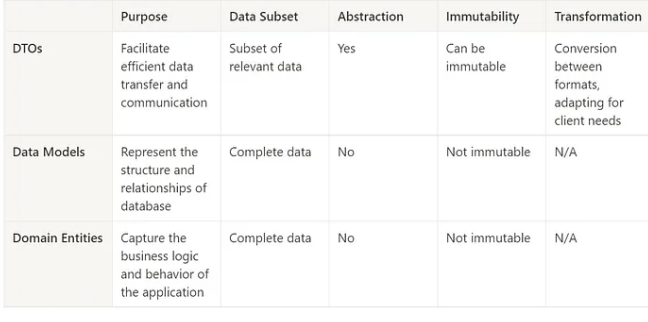 Purpose Data Subset Abstraction Immutability Transformation
DTOs Facilitate Subset of Yes Can be Conversion
efficient data relevant data immutable between
transfer and formats,
communication adapting for
client needs
Data Models Represent the Complete data No Not immutable N/A
structure and
relationships of
database
Domain Entities Capture the Complete data No Not immutable N/A
business logic
and behavior of
the application